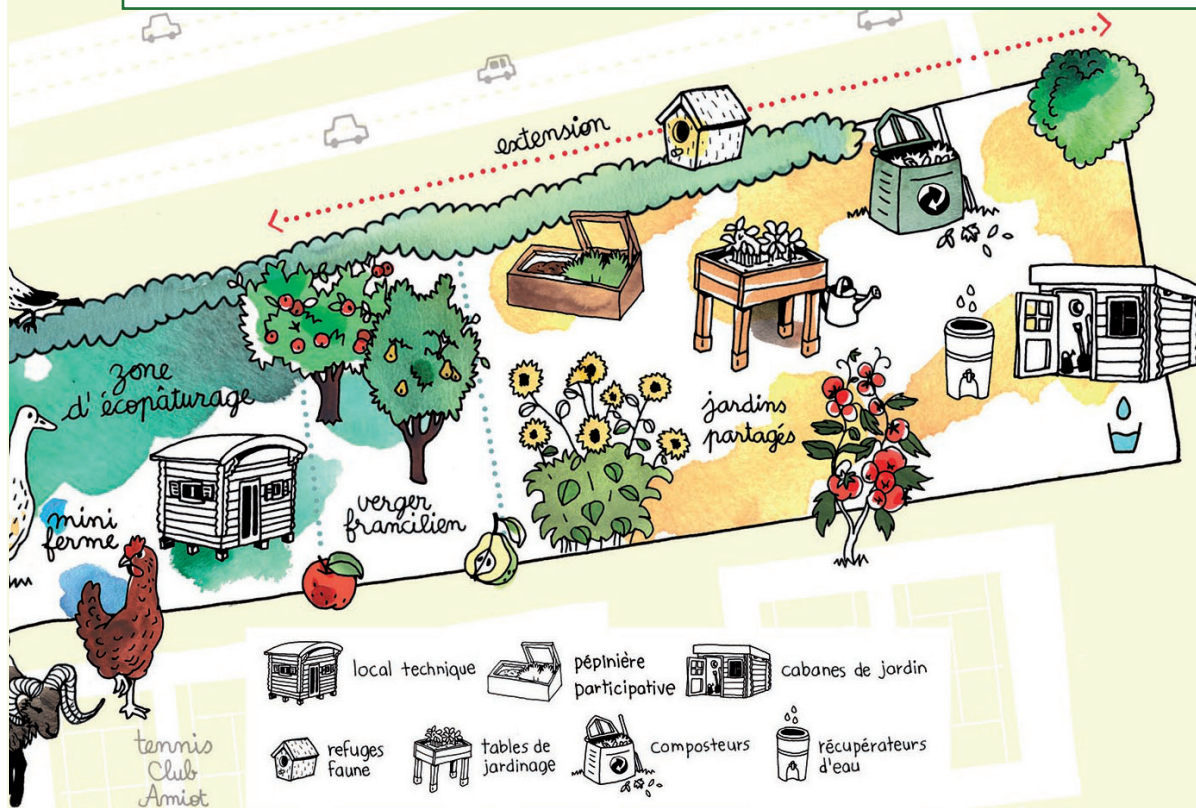 extension
zone
d'écopâturage
mini
ferme
verger
francilien
jardins
partagés
local technique
pépinière
participative
cabanes de jardin
refuges
faune
tables de
jardinage
composteurs
récupérateurs
d'eau
tennis
Club
Amiot